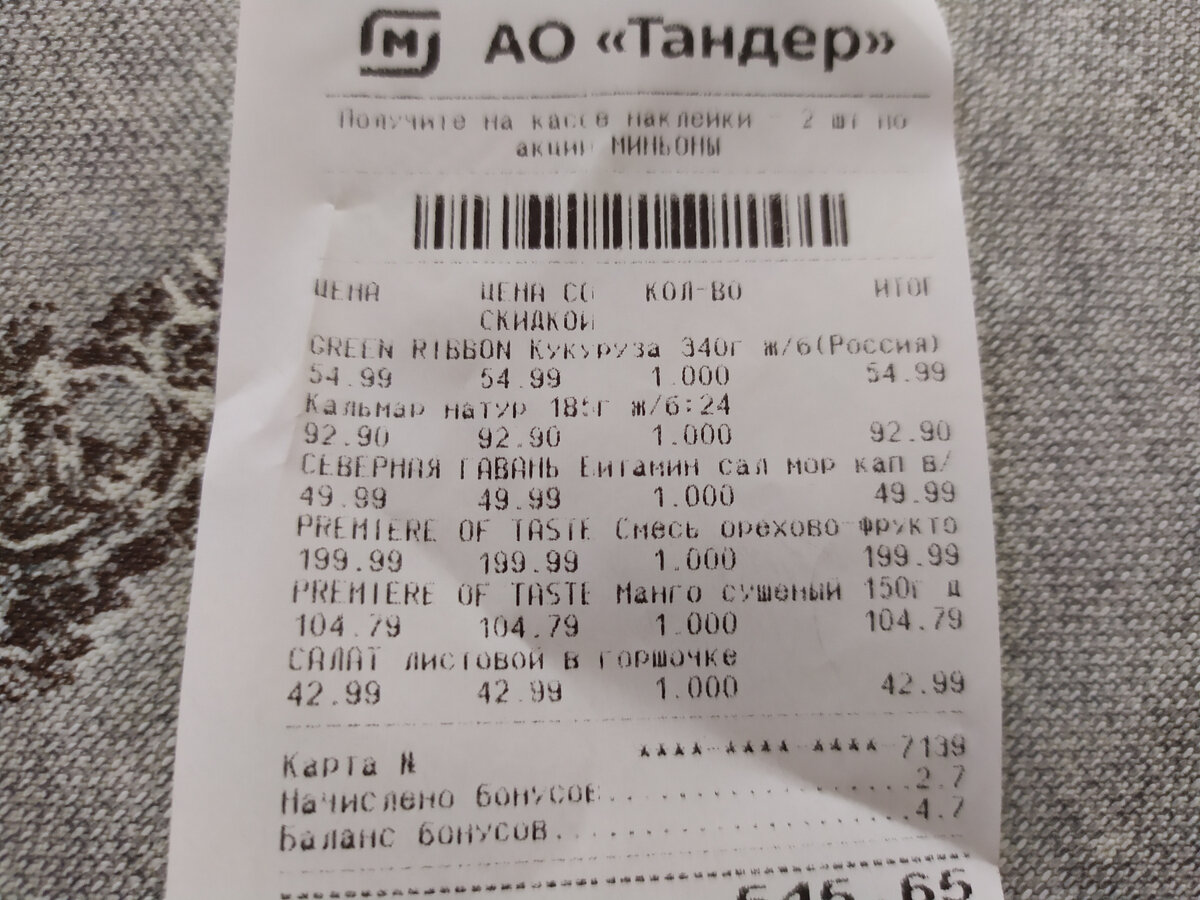 М АО «Тандер»
Получите на кассе наклейки - 2 шт по
акции МИНЬОНЫ
ЦЕНА ЦЕНА СО КОЛ-ВО ИТОГ
СКИДКОЙ
GREEN RIBBON Кукуруза 340г ж/б(Россия)
54.99 54.99 1.000 54.99
Кальмар натур 185г ж/б:24
92.90 92.90 1.000 92.90
СЕВЕРНАЯ ГАВАНЬ Витамин сал мор кап в/
49.99 49.99 1.000 49.99
PREMIERE OF TASTE Смесь орехово-фрукто
199.99 199.99 1.000 199.99
PREMIERE OF TASTE Манго сушеный 150г д
104.79 104.79 1.000 104.79
САЛАТ листовой в горшочке
42.99 42.99 1.000 42.99
Карта № ****-****-****-7139
Начислено бонусов....................2.7
Баланс бонусов.......................4.7
545.65